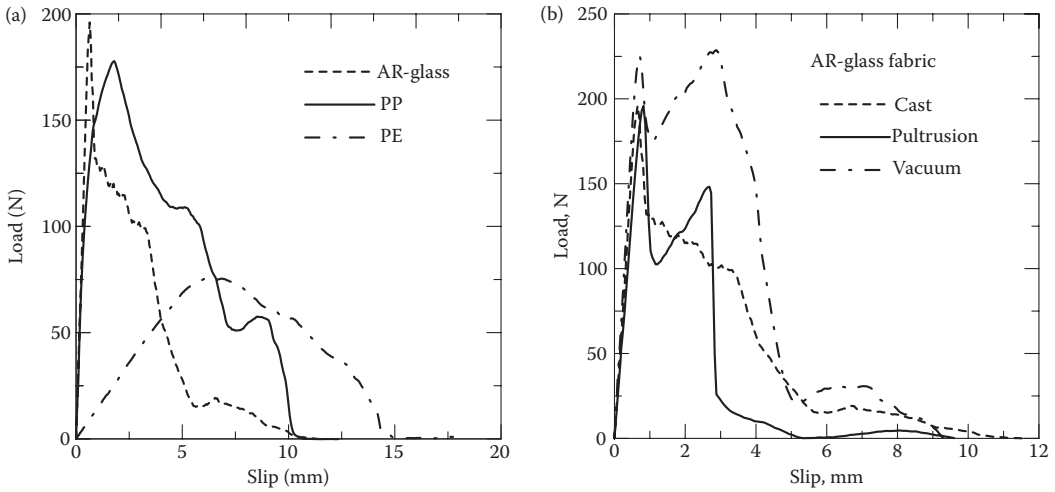 (a)
200
150
100
50
0
Load (N)
AR-glass
PP
PE
0
5
10
15
20
Slip (mm)
(b)
250
200
150
100
50
0
Load, N
AR-glass fabric
Cast
Pultrusion
Vacuum
0
2
4
6
8
10
12
Slip, mm